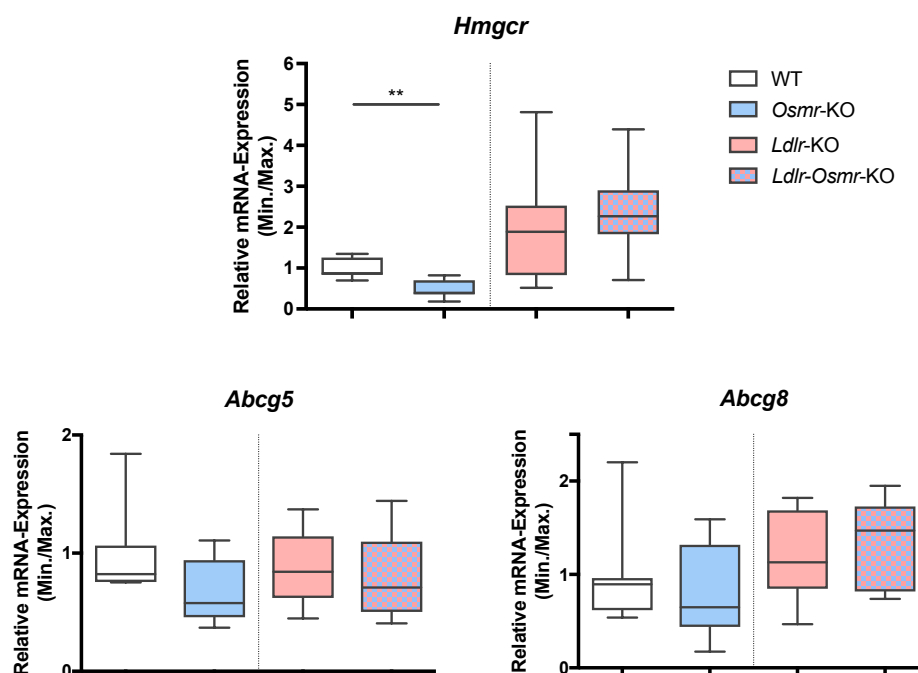 Hmgcr
Relative mRNA-Expression
(Min./Max.)
6
5
4
3
2
1
0
**
WT
Osmr-KO
Ldlr-KO
Ldlr-Osmr-KO
Abcg5
Relative mRNA-Expression
(Min./Max.)
2
1
0
Abcg8
Relative mRNA-Expression
(Min./Max.)
2
1
0